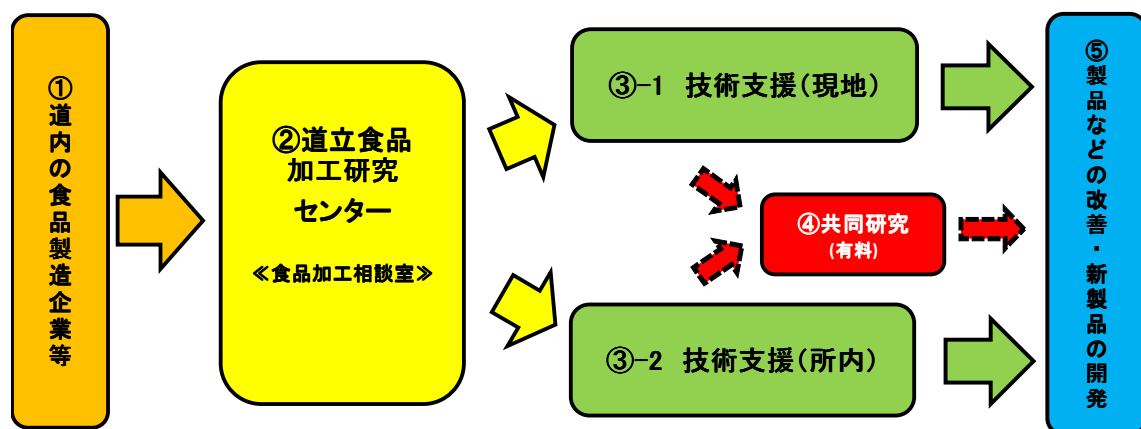 ①道内の食品製造企業等
②道立食品
加工研究
センター
≪食品加工相談室≫
③-1 技術支援(現地)
③-2 技術支援(所内)
④共同研究
(有料)
⑤製品などの改善・新製品の開発